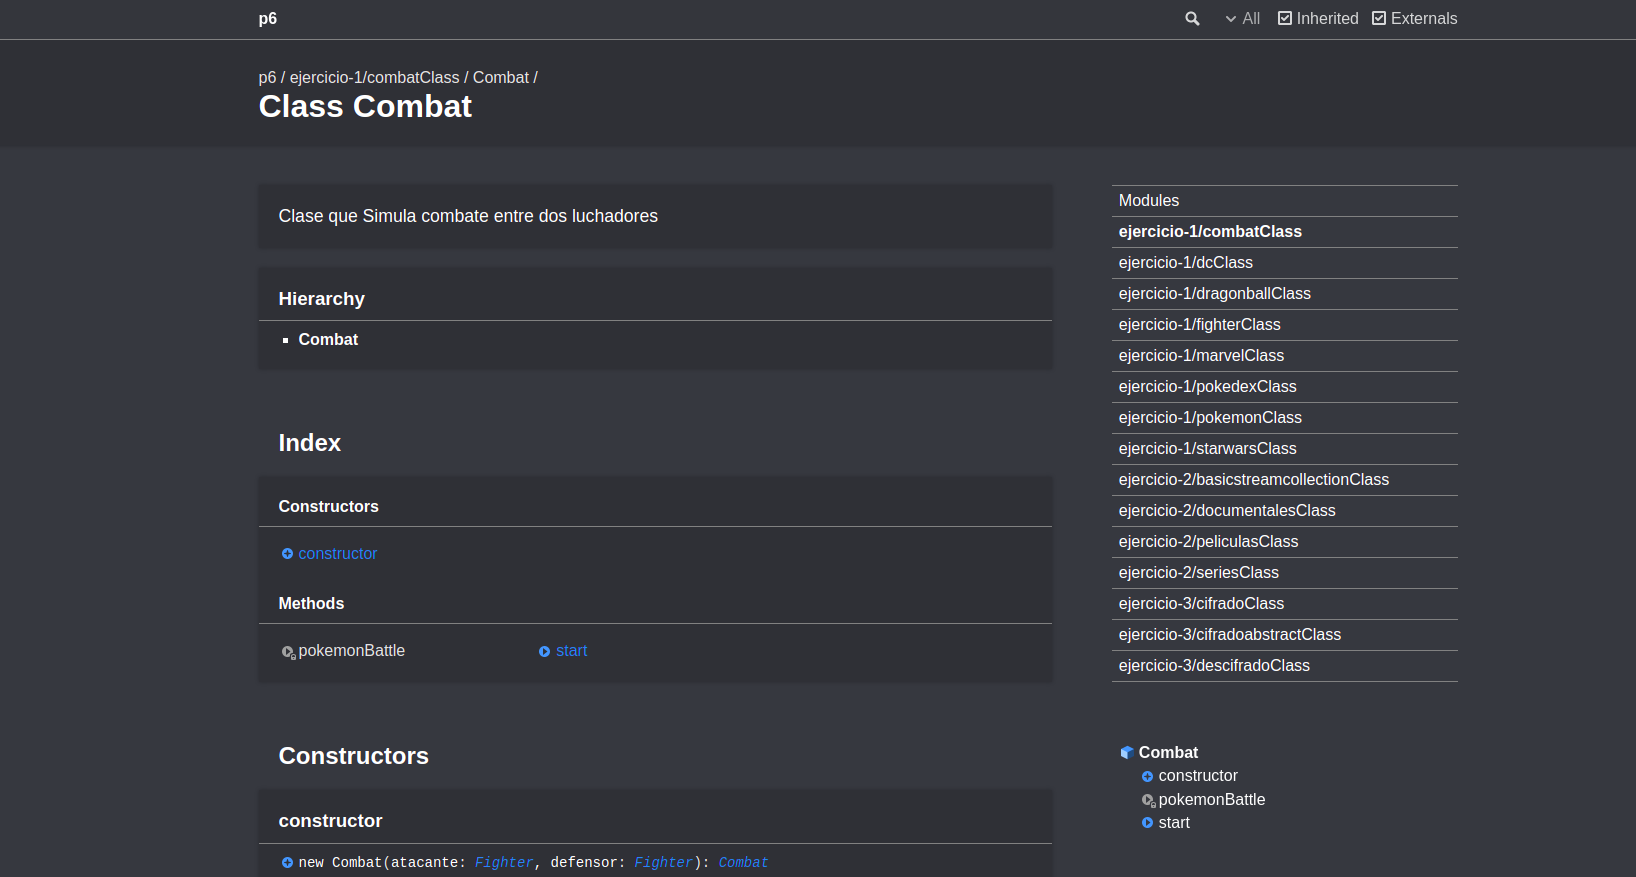 p6
All Inherited Externals
p6 / ejercicio-1/combatClass / Combat /
Class Combat
Clase que Simula combate entre dos luchadores
Hierarchy
Combat
Index
Constructors
constructor
Methods
pokemonBattle start
Constructors
constructor
new Combat(atacante: Fighter, defensor: Fighter): Combat
Modules
ejercicio-1/combatClass
ejercicio-1/dcClass
ejercicio-1/dragonballClass
ejercicio-1/fighterClass
ejercicio-1/marvelClass
ejercicio-1/pokedexClass
ejercicio-1/pokemonClass
ejercicio-1/starwarsClass
ejercicio-2/basicstreamcollectionClass
ejercicio-2/documentalesClass
ejercicio-2/peliculasClass
ejercicio-2/seriesClass
ejercicio-3/cifradoClass
ejercicio-3/cifradoabstractClass
ejercicio-3/descifradoClass
Combat
constructor
pokemonBattle
start